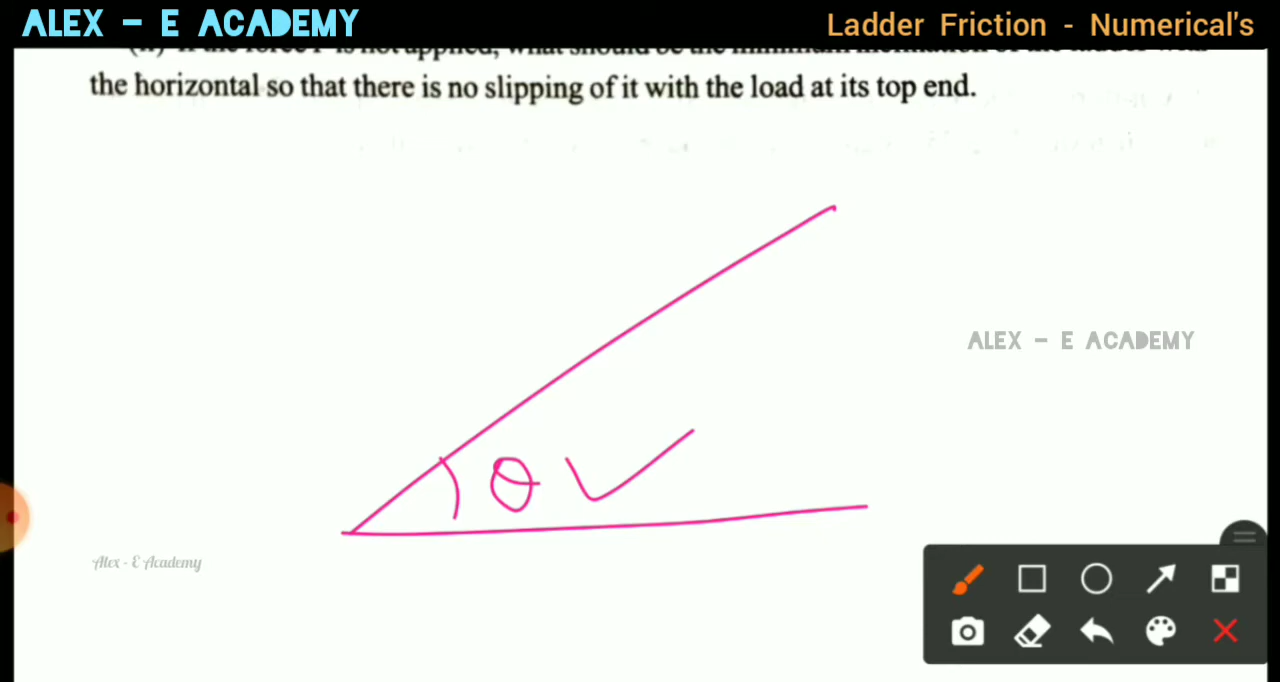 ALEX - E ACADEMY
Ladder Friction - Numerical's
the horizontal so that there is no slipping of it with the load at its top end.
ALEX - E ACADEMY
θ
Alex - E Academy